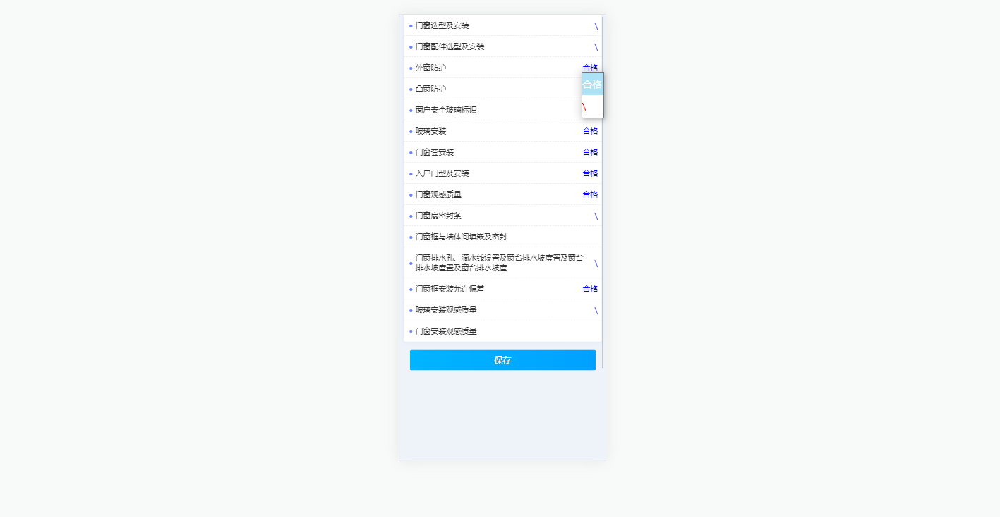 门窗选型及安装 \
门窗配件选型及安装 \
外窗防护 合格
凸窗防护 合格
窗户安全玻璃标识 \
玻璃安装 合格
门窗套安装 合格
入户门型及安装 合格
门窗观感质量 合格
门窗扇密封条 \
门窗框与墙体间填嵌及密封
门窗排水孔、滴水线设置及窗台排水坡度置及窗台
排水坡度置及窗台排水坡度 \
门窗框安装允许偏差 合格
玻璃安装观感质量 \
门窗安装观感质量
保存